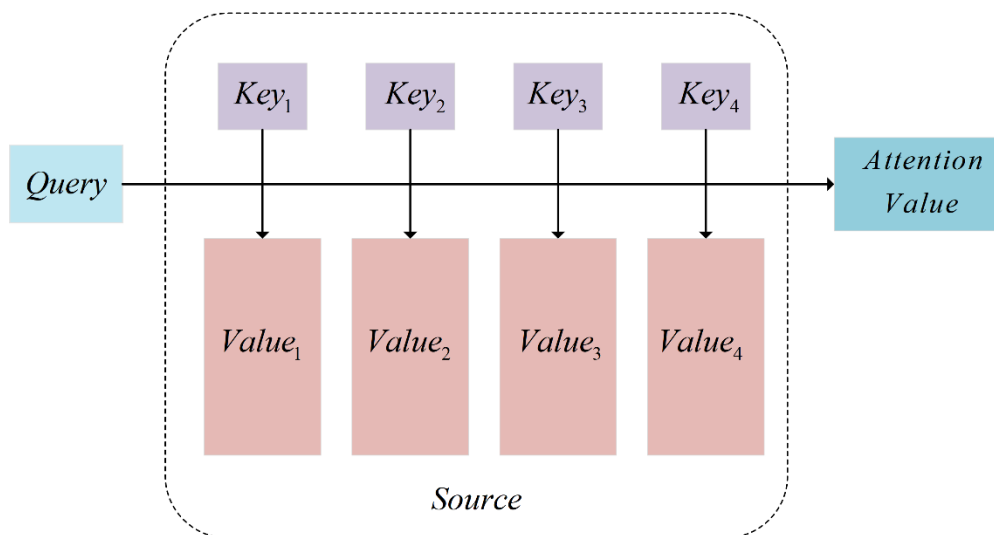 Key₁ Key₂ Key₃ Key₄
Query
Attention
Value
Value₁ Value₂ Value₃ Value₄
Source